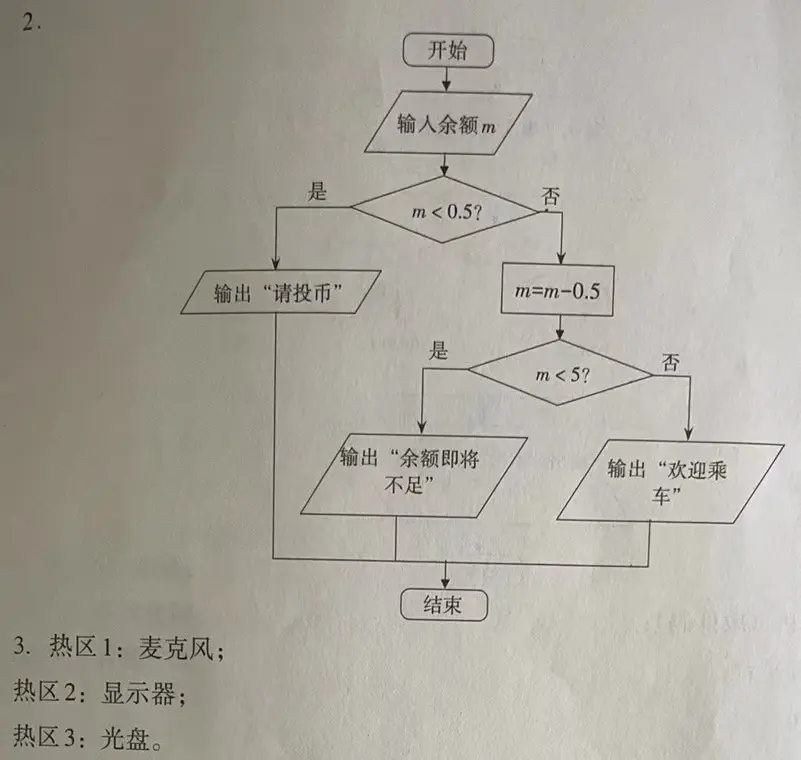 2.
开始
输入余额m
是
否
m < 0.5?
输出“请投币”
m=m-0.5
是
否
m < 5?
输出“余额即将
不足”
输出“欢迎乘
车”
结束
3. 热区1：麦克风；
热区2：显示器；
热区3：光盘。